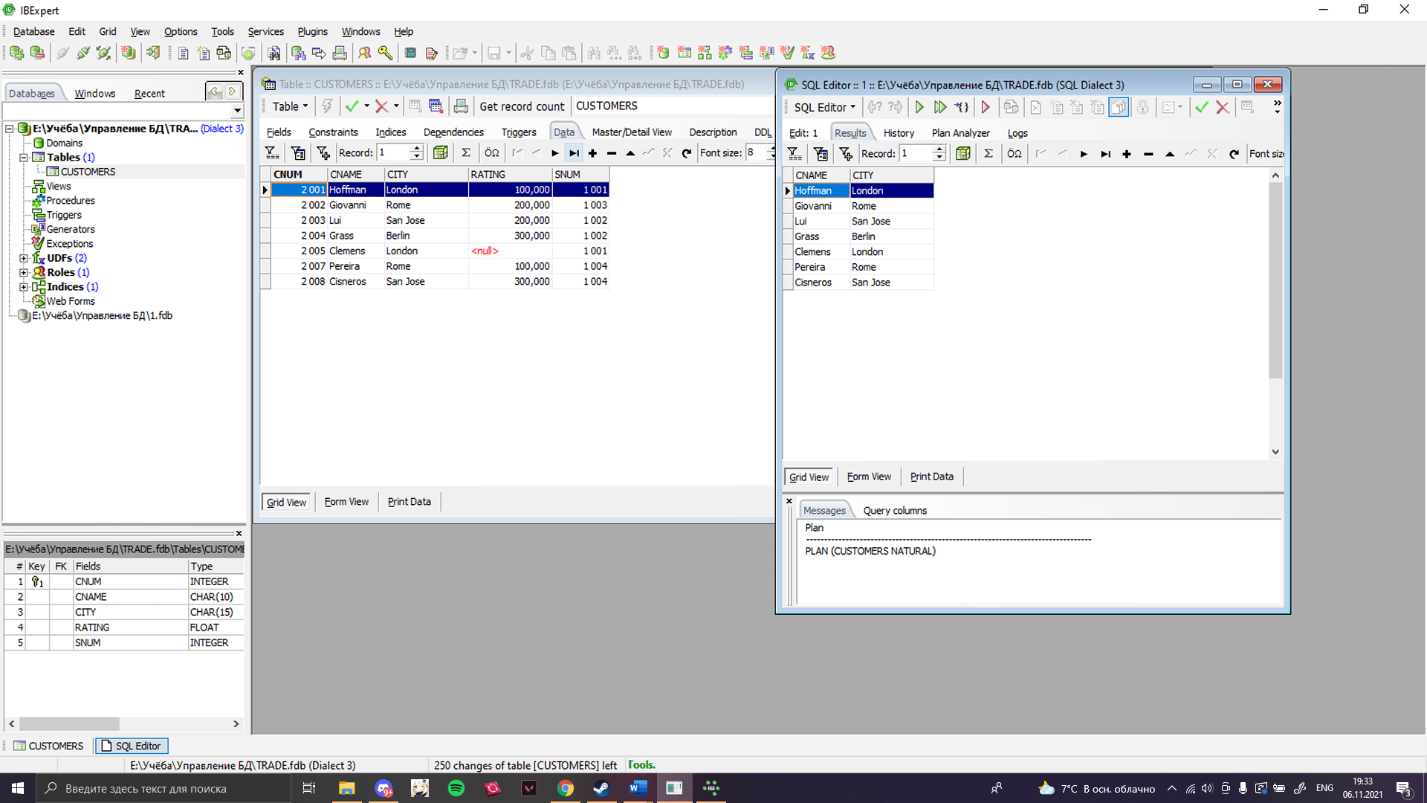 IBExpert
Database Edit Grid View Options Tools Services Plugins Windows Help
Databases Windows Recent
E:\Учёба\Управление БД\TRA... (Dialect 3)
Domains
Tables (1)
CUSTOMERS
Views
Procedures
Triggers
Generators
Exceptions
UDFs (2)
Roles (1)
Indices (1)
Web Forms
E:\Учёба\Управление БД\1.fdb
E:\Учёба\Управление БД\TRADE.fdb\Tables\CUSTOME
# Key FK Fields Type
1 1 CNUM INTEGER
2 CNAME CHAR(10)
3 CITY CHAR(15)
4 RATING FLOAT
5 SNUM INTEGER
Table :: CUSTOMERS :: E:\Учёба\Управление БД\TRADE.fdb (E:\Учёба\Управление БД\TRADE.fdb)
Table Get record count CUSTOMERS
Fields Constraints Indices Dependencies Triggers Data Master/Detail View Description DDL
Record: 1 Σ ÖΩ Font size: 8
CNUM CNAME CITY RATING SNUM
2 001 Hoffman London 100,000 1 001
2 002 Giovanni Rome 200,000 1 003
2 003 Lui San Jose 200,000 1 002
2 004 Grass Berlin 300,000 1 002
2 005 Clemens London <null> 1 001
2 007 Pereira Rome 100,000 1 004
2 008 Cisneros San Jose 300,000 1 004
Grid View Form View Print Data
SQL Editor :: 1 :: E:\Учёба\Управление БД\TRADE.fdb (SQL Dialect 3)
SQL Editor
Edit: 1 Results History Plan Analyzer Logs
Record: 1 Σ ÖΩ Font siz
CNAME CITY
Hoffman London
Giovanni Rome
Lui San Jose
Grass Berlin
Clemens London
Pereira Rome
Cisneros San Jose
Grid View Form View Print Data
Messages Query columns
Plan
--------------------------------------------------------------------------------
PLAN (CUSTOMERS NATURAL)
CUSTOMERS SQL Editor
E:\Учёба\Управление БД\TRADE.fdb (Dialect 3) 250 changes of table [CUSTOMERS] left Tools.
Введите здесь текст для поиска
7°C В осн. облачно ENG 19:33
06.11.2021
3